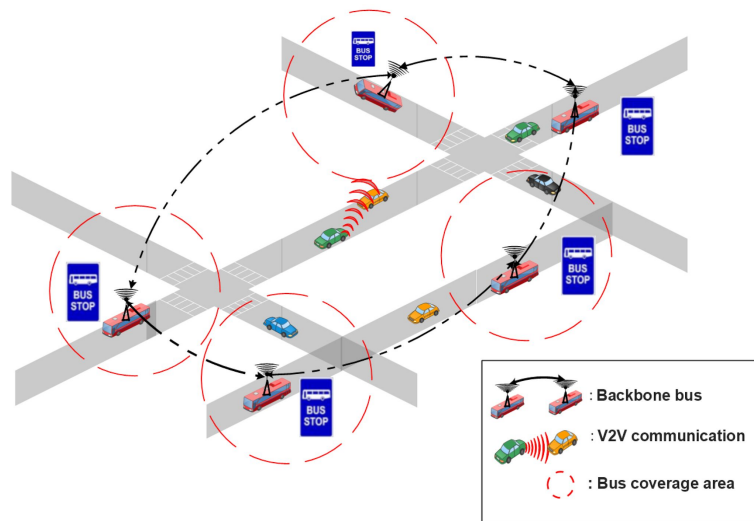 BUS
STOP
BUS
STOP
BUS
STOP
BUS
STOP
BUS
STOP
: Backbone bus
: V2V communication
: Bus coverage area